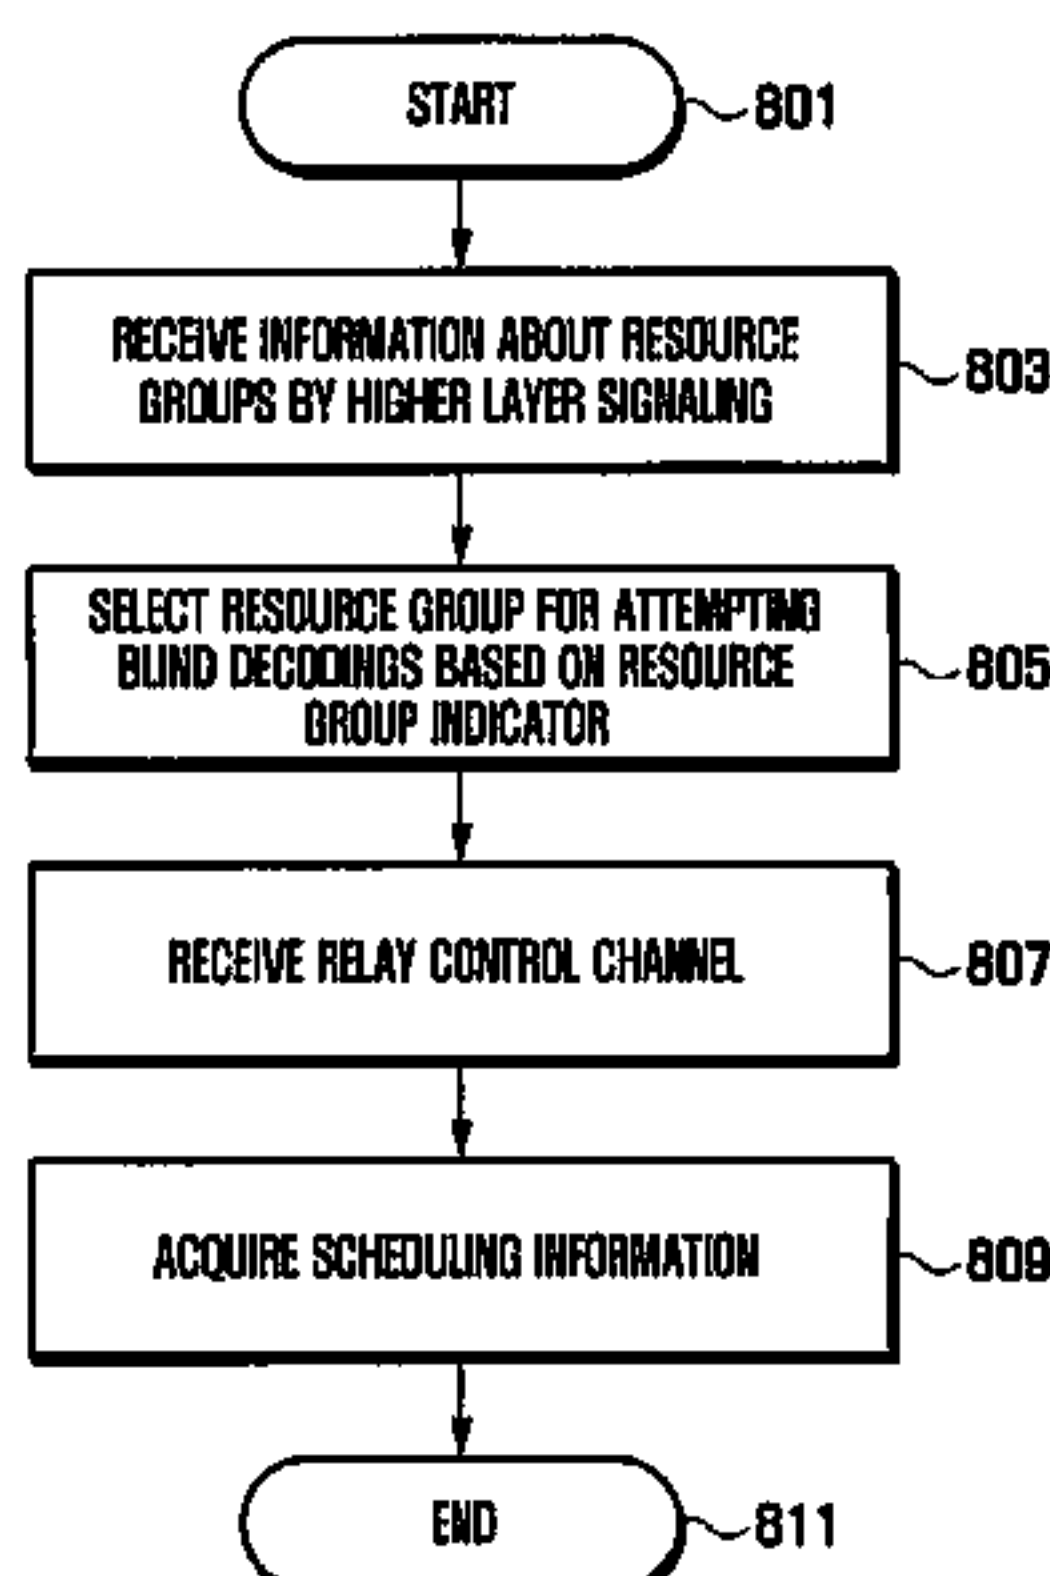 START
801
RECEIVE INFORMATION ABOUT RESOURCE
GROUPS BY HIGHER LAYER SIGNALING
803
SELECT RESOURCE GROUP FOR ATTEMPTING
BLIND DECODINGS BASED ON RESOURCE
GROUP INDICATOR
805
RECEIVE RELAY CONTROL CHANNEL
807
ACQUIRE SCHEDULING INFORMATION
809
END
811